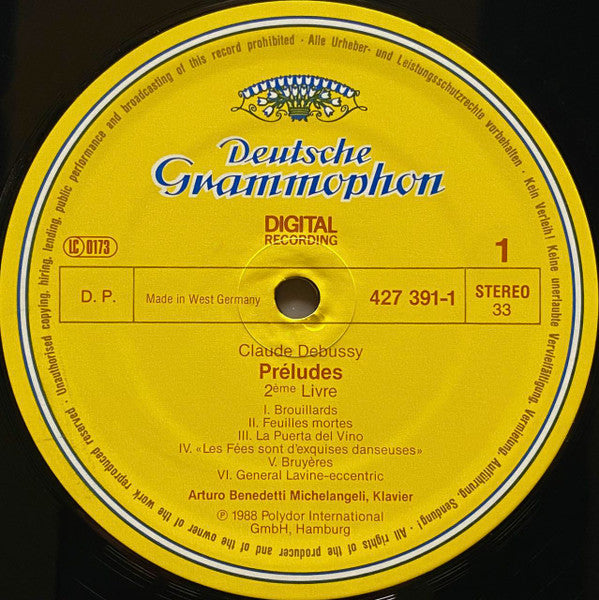 Deutsche
Grammophon
DIGITAL
RECORDING
LC 0173
1
D. P.
Made in West Germany
427 391-1
STEREO
33
Claude Debussy
Préludes
2ème Livre
I. Brouillards
II. Feuilles mortes
III. La Puerta del Vino
IV. «Les Fées sont d'exquises danseuses»
V. Bruyères
VI. General Lavine-eccentric
Arturo Benedetti Michelangeli, Klavier
℗ 1988 Polydor International
GmbH, Hamburg
Alle Urheber- und Leistungsschutzrechte vorbehalten · Kein Verleih! Keine unerlaubte Vervielfältigung, Vermietung, Aufführung, Sendung! · All rights of the producer and of the owner of the work reproduced reserved · Unauthorised copying, hiring, lending, public performance and broadcasting of this record prohibited ·